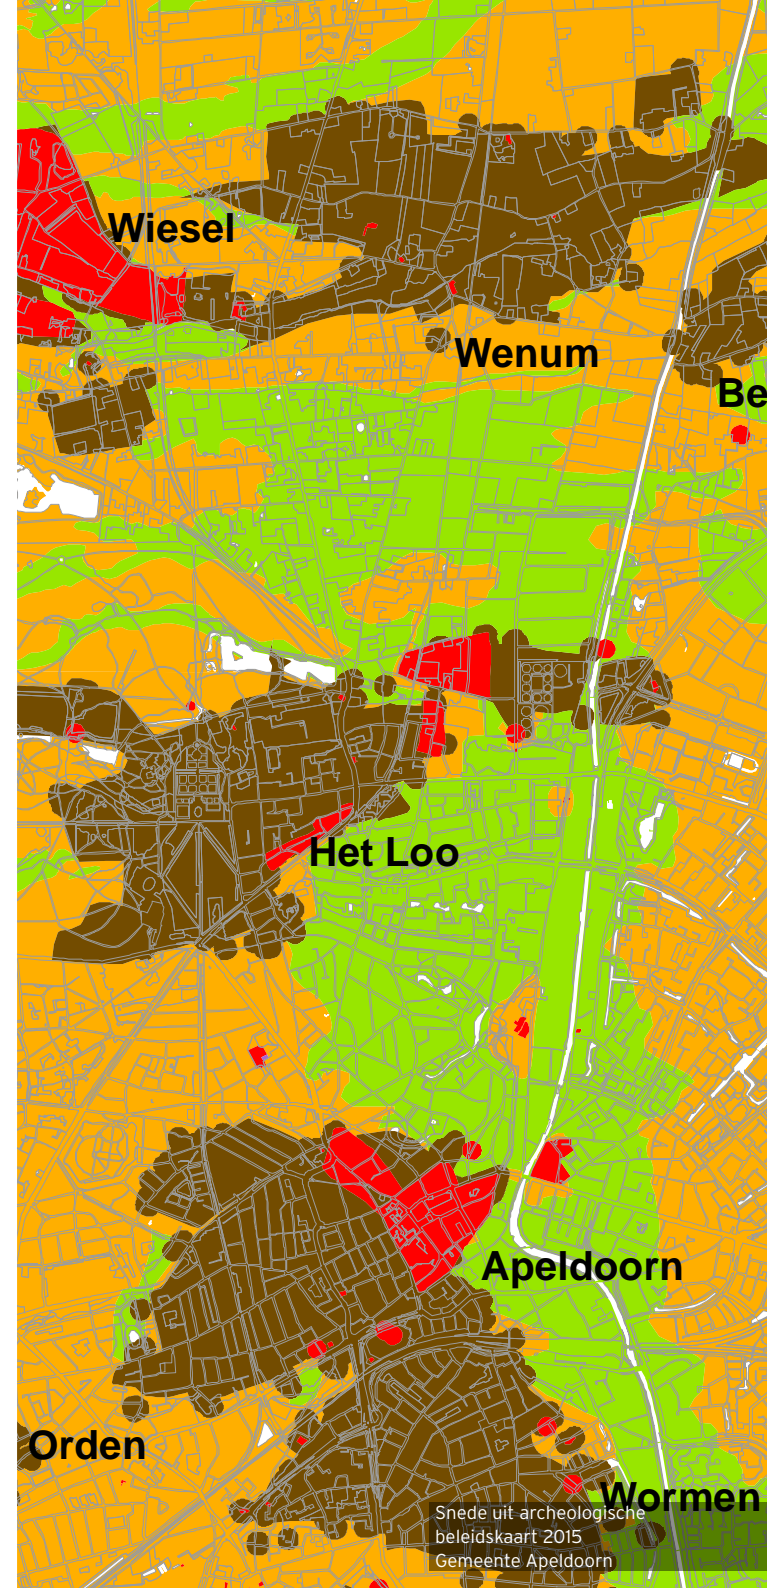 Wiesel
Wenum
Be
Het Loo
Apeldoorn
Orden
Wormen
Snede uit archeologische
beleidskaart 2015
Gemeente Apeldoorn